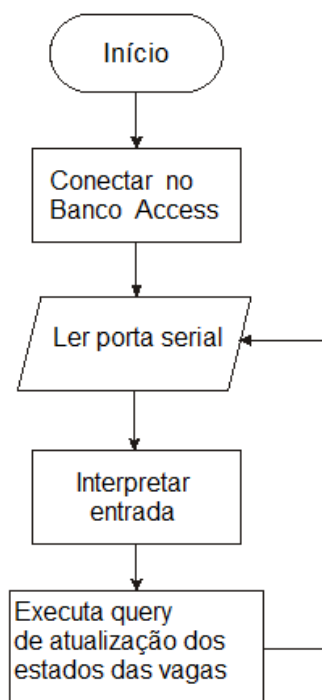 Início
Conectar no
Banco Access
Ler porta serial
Interpretar
entrada
Executa query
de atualização dos
estados das vagas